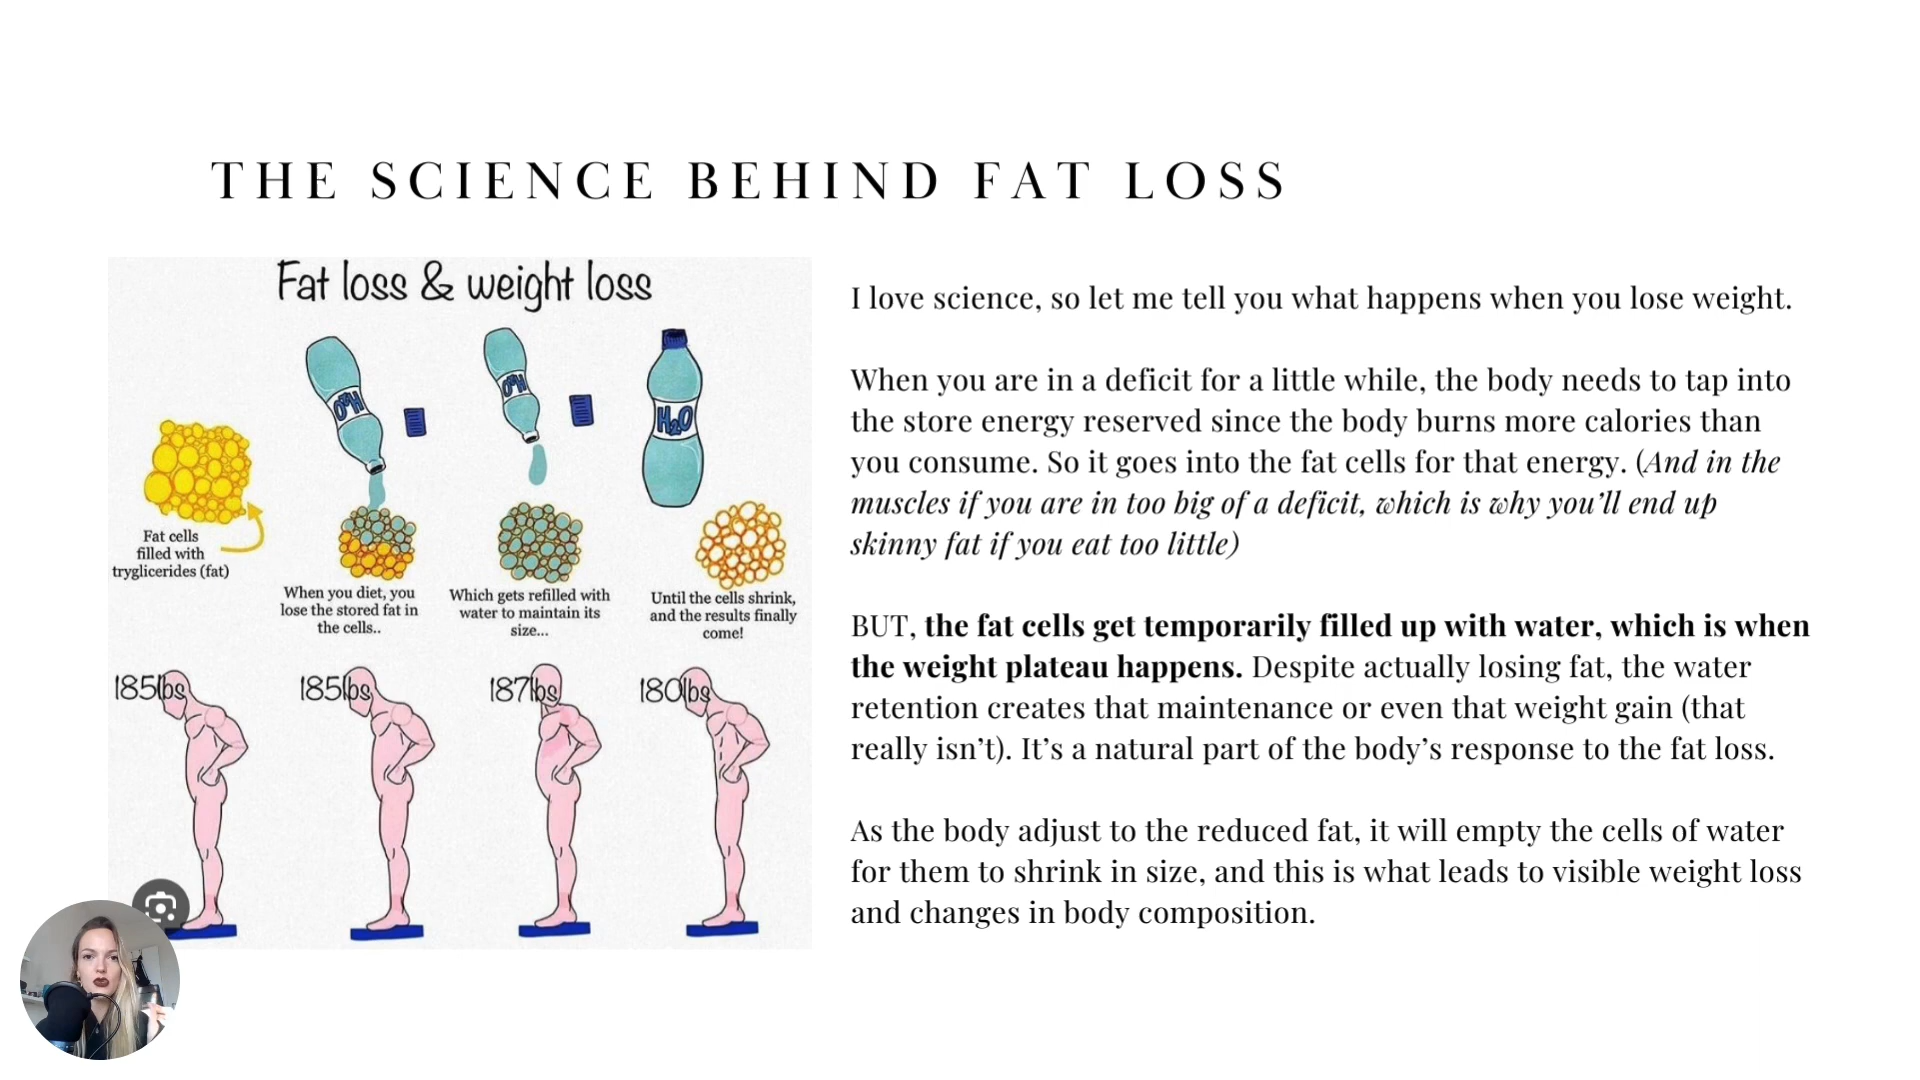 THE SCIENCE BEHIND FAT LOSS
Fat loss & weight loss
H2O
H2O
H2O
Fat cells
filled with
tryglicerides (fat)
When you diet, you
lose the stored fat in
the cells..
Which gets refilled with
water to maintain its
size...
Until the cells shrink,
and the results finally
come!
185lbs
185lbs
187lbs
180lbs
I love science, so let me tell you what happens when you lose weight.
When you are in a deficit for a little while, the body needs to tap into
the store energy reserved since the body burns more calories than
you consume. So it goes into the fat cells for that energy. (And in the
muscles if you are in too big of a deficit, which is why you’ll end up
skinny fat if you eat too little)
BUT, the fat cells get temporarily filled up with water, which is when
the weight plateau happens. Despite actually losing fat, the water
retention creates that maintenance or even that weight gain (that
really isn’t). It’s a natural part of the body’s response to the fat loss.
As the body adjust to the reduced fat, it will empty the cells of water
for them to shrink in size, and this is what leads to visible weight loss
and changes in body composition.